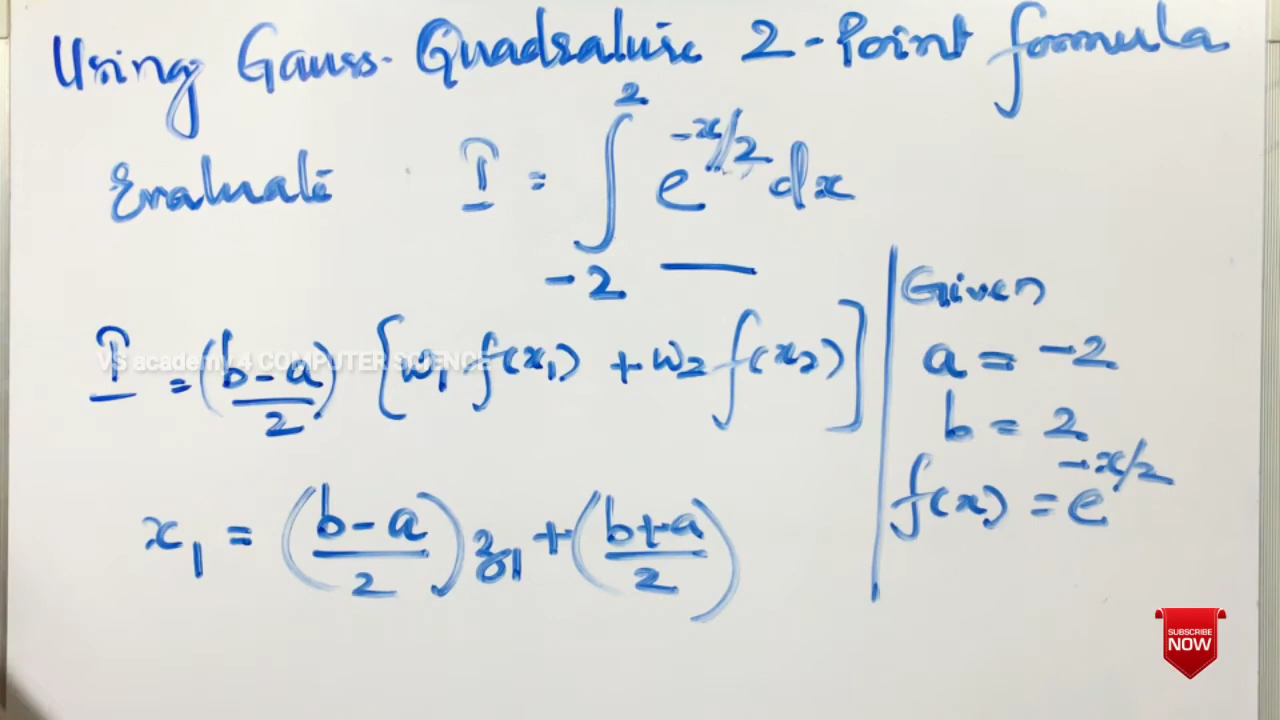 Using Gauss-Quadrature 2-Point formula
Evaluate I = ∫_{-2}^{2} e^{-x/2} dx
I = (b-a/2) [w₁ f(x₁) + w₂ f(x₂)]
x₁ = (b-a/2) z₁ + (b+a/2)
Given
a = -2
b = 2
f(x) = e^{-x/2}
VS academy 4 COMPUTER SCIENCE
SUBSCRIBE
NOW